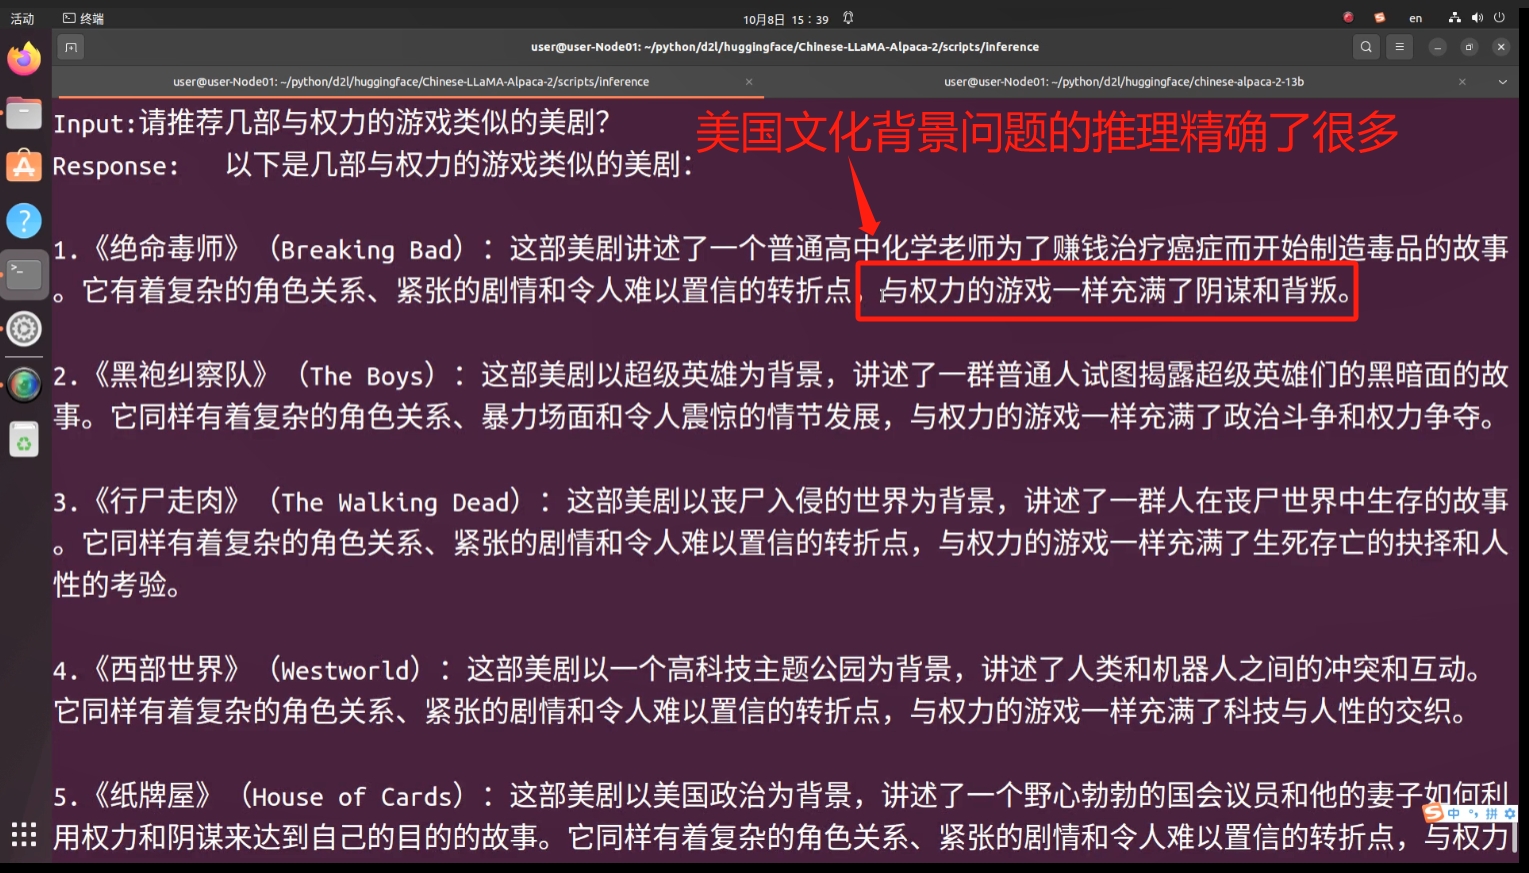 活动 终端 10月8日 15:39 en
user@user-Node01: ~/python/d2l/huggingface/Chinese-LLaMA-Alpaca-2/scripts/inference
user@user-Node01: ~/python/d2l/huggingface/Chinese-LLaMA-Alpaca-2/scripts/inference × user@user-Node01: ~/python/d2l/huggingface/chinese-alpaca-2-13b ×
Input:请推荐几部与权力的游戏类似的美剧?
美国文化背景问题的推理精确了很多
Response: 以下是几部与权力的游戏类似的美剧:
1.《绝命毒师》（Breaking Bad）：这部美剧讲述了一个普通高中化学老师为了赚钱治疗癌症而开始制造毒品的故事
。它有着复杂的角色关系、紧张的剧情和令人难以置信的转折点，与权力的游戏一样充满了阴谋和背叛。
2.《黑袍纠察队》（The Boys）：这部美剧以超级英雄为背景，讲述了一群普通人试图揭露超级英雄们的黑暗面的故
事。它同样有着复杂的角色关系、暴力场面和令人震惊的情节发展，与权力的游戏一样充满了政治斗争和权力争夺。
3.《行尸走肉》（The Walking Dead）：这部美剧以丧尸入侵的世界为背景，讲述了一群人在丧尸世界中生存的故事
。它同样有着复杂的角色关系、紧张的剧情和令人难以置信的转折点，与权力的游戏一样充满了生死存亡的抉择和人
性的考验。
4.《西部世界》（Westworld）：这部美剧以一个高科技主题公园为背景，讲述了人类和机器人之间的冲突和互动。
它同样有着复杂的角色关系、紧张的剧情和令人难以置信的转折点，与权力的游戏一样充满了科技与人性的交织。
5.《纸牌屋》（House of Cards）：这部美剧以美国政治为背景，讲述了一个野心勃勃的国会议员和他的妻子如何利
中 拼
用权力和阴谋来达到自己的目的的故事。它同样有着复杂的角色关系、紧张的剧情和令人难以置信的转折点，与权力